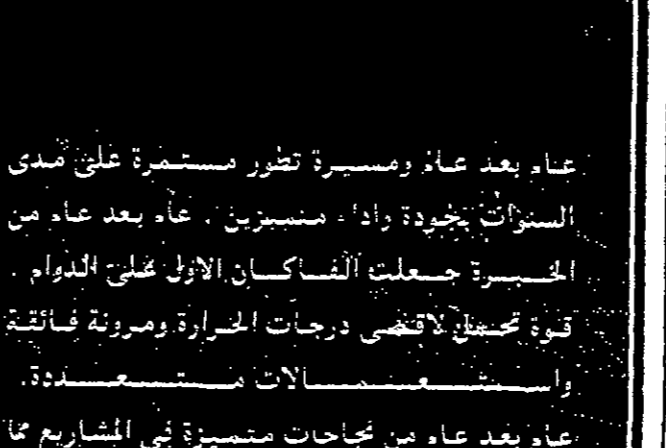 عام بعد عام ومسيرة تطور مستمرة على مدى
السنوات بجودة واداء متميزين . عام بعد عام من
الخبرة جعلت الفاكان الاول على الدوام .
قوة تحمل لاقصى درجات الحرارة ومرونة فائقة
واستعمالات متعددة.
عام بعد عام من نجاحات متميزة في المشاريع مما